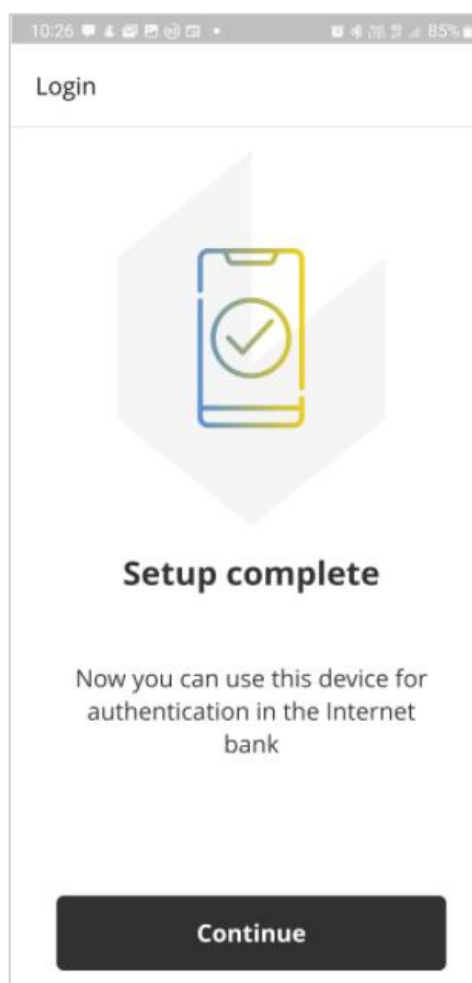 10:26
85%
Login
Setup complete
Now you can use this device for
authentication in the Internet
bank
Continue